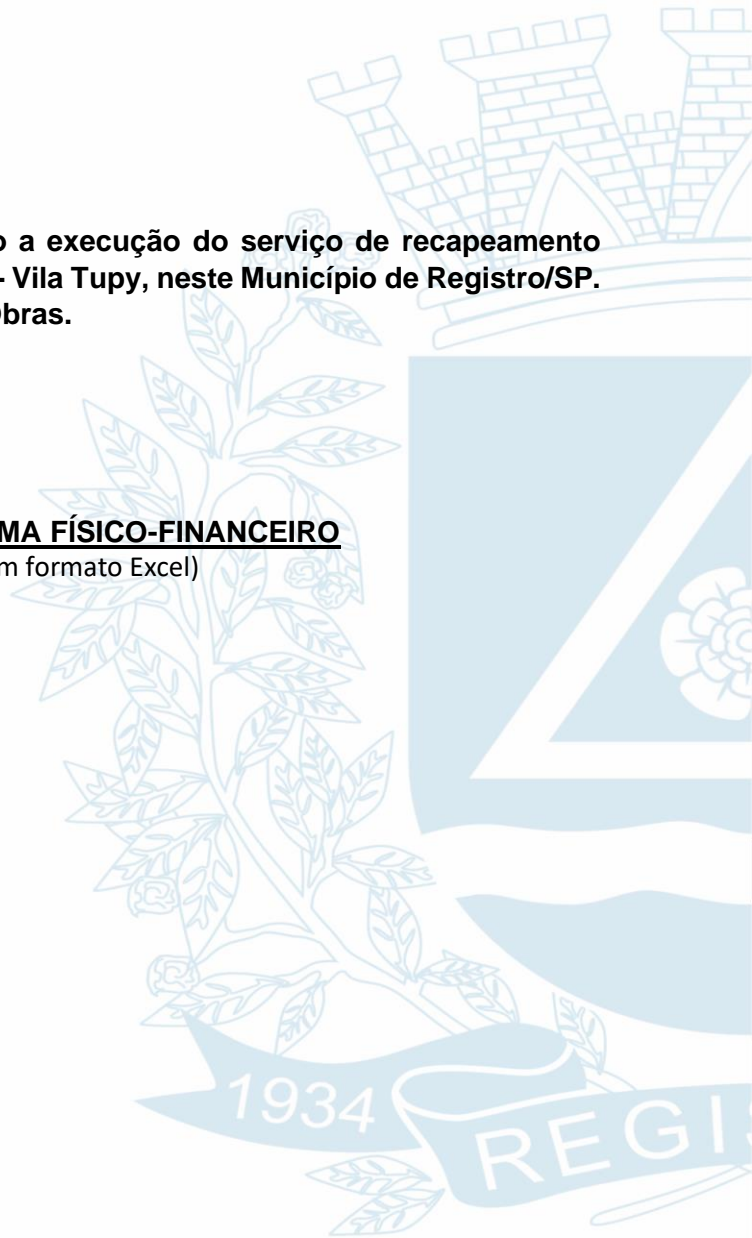 o a execução do serviço de recapeamento
- Vila Tupy, neste Município de Registro/SP.
Obras.
MA FÍSICO-FINANCEIRO
m formato Excel)
1934
REGIS